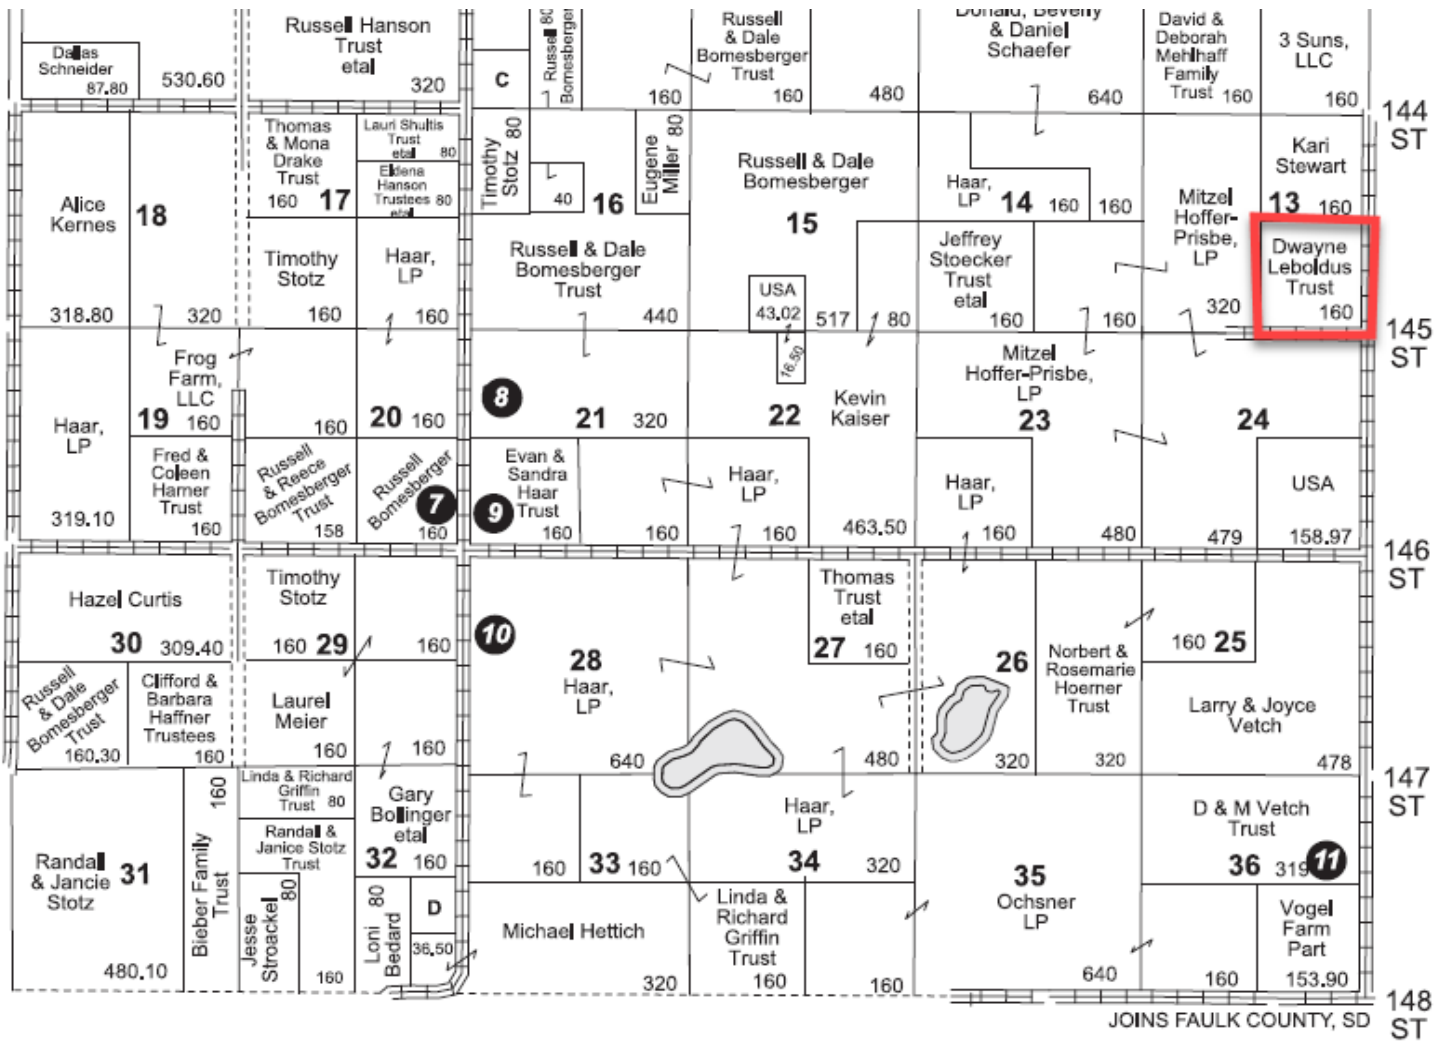 Dallas
Schneider
87.80
530.60
Russell Hanson
Trust
etal
320
C
Russell
Bomesberger
80
160
Russell
& Dale
Bomesberger
Trust
160
480
Donald, Beverly
& Daniel
Schaefer
640
David &
Deborah
Mehlhaff
Family
Trust 160
3 Suns,
LLC
160
144
ST
Alice
Kernes
318.80
18
320
Thomas
& Mona
Drake
Trust
160 17
Lauri Shultis
Trust
etal 80
Eldena
Hanson
Trustees 80
etal
Timothy
Stotz
160
Haar,
LP
160
Timothy
Stotz 80
40
16
Eugene
Miller 80
Russell & Dale
Bomesberger
Trust
440
Russell & Dale
Bomesberger
15
USA
43.02
517
80
16.50
Haar,
LP 14 160
160
Jeffrey
Stoecker
Trust
etal
160
160
Mitzel
Hoffer-
Prisbe,
LP
320
Kari
Stewart
13 160
Dwayne
Leboldus
Trust
160
145
ST
Haar,
LP
319.10
Frog
Farm,
LLC
19 160
Fred &
Coleen
Hamer
Trust
160
160
20 160
Russell
& Reece
Bomesberger
Trust
158
Russell
Bomesberger
7
160
8
21 320
Evan &
Sandra
Haar
Trust
9
160
160
22
Kevin
Kaiser
Haar,
LP
160
463.50
Mitzel
Hoffer-Prisbe,
LP
23
Haar,
LP
160
480
24
479
USA
158.97
146
ST
Hazel Curtis
30 309.40
Russell
& Dale
Bomesberger
Trust
160.30
Clifford &
Barbara
Haffner
Trustees
160
Timothy
Stotz
160 29
160
Laurel
Meier
160
160
10
28
Haar,
LP
640
Thomas
Trust
etal
27 160
480
26
320
Norbert &
Rosemarie
Hoerner
Trust
320
160 25
Larry & Joyce
Vetch
478
147
ST
Randall
& Jancie
Stotz
31
480.10
Bieber Family
Trust
160
Linda & Richard
Griffin
Trust 80
Randall &
Janice Stotz
Trust
Jesse
Stroackel
80
160
Gary
Bollinger
etal
32 160
Loni
Bedard
80
D
36.50
160
33 160
Michael Hettich
320
Haar,
LP
34 320
Linda &
Richard
Griffin
Trust
160
160
35
Ochsner
LP
640
D & M Vetch
Trust
36 319
11
160
Vogel
Farm
Part
153.90
148
ST
JOINS FAULK COUNTY, SD